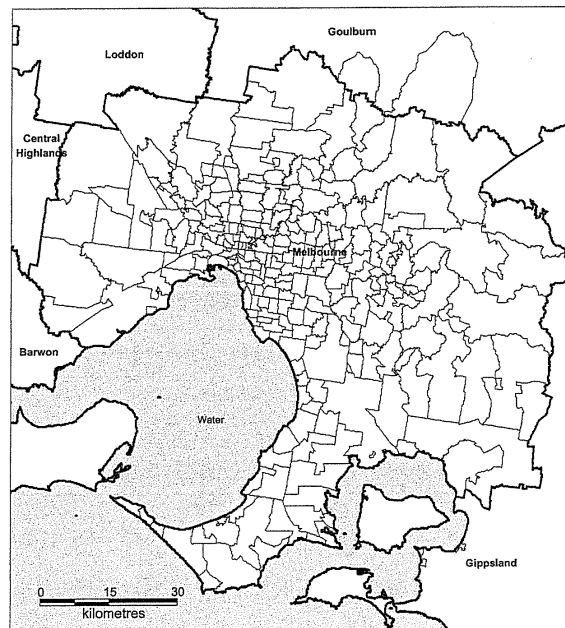 Goulburn
Loddon
Central
Highlands
Melbourne
Barwon
Water
Gippsland
0 15 30
kilometres